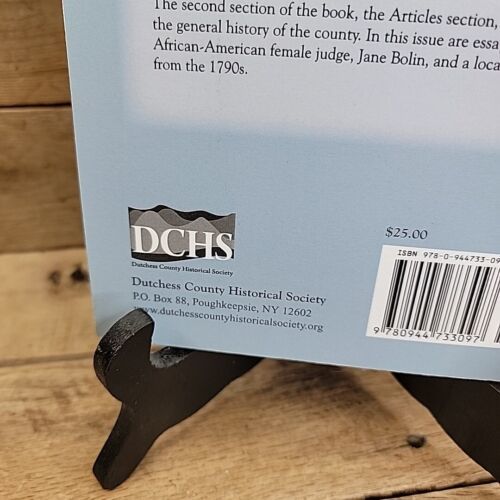 The second section of the book, the Articles section,
the general history of the county. In this issue are essa
African-American female judge, Jane Bolin, and a loca
from the 1790s.
DCHS
Dutchess County Historical Society
Dutchess County Historical Society
P.O. Box 88, Poughkeepsie, NY 12602
www.dutchesscountyhistoricalsociety.org
$25.00
ISBN 978-0-944733-09
9 780944 733097